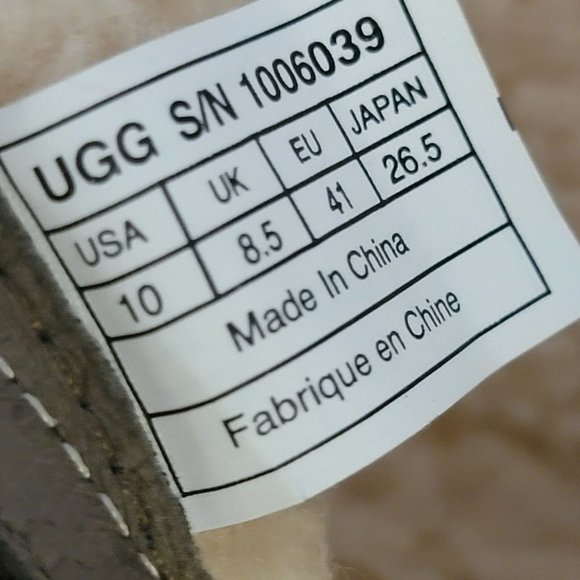 UGG S/N 1006039
USA UK EU JAPAN
10 8.5 41 26.5
Made In China
Fabrique en Chine